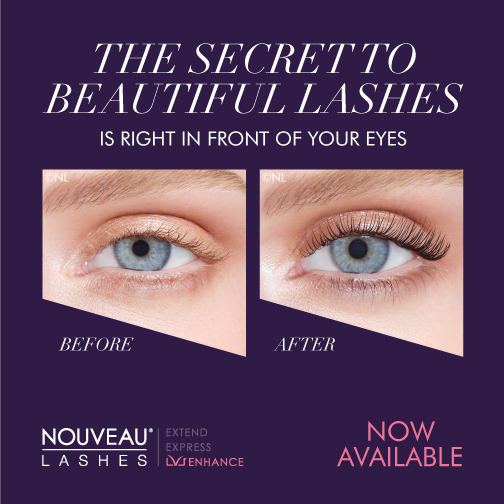 THE SECRET TO
BEAUTIFUL LASHES
IS RIGHT IN FRONT OF YOUR EYES
©NL
©NL
BEFORE
AFTER
NOUVEAU®
LASHES
EXTEND
EXPRESS
LVL ENHANCE
NOW
AVAILABLE